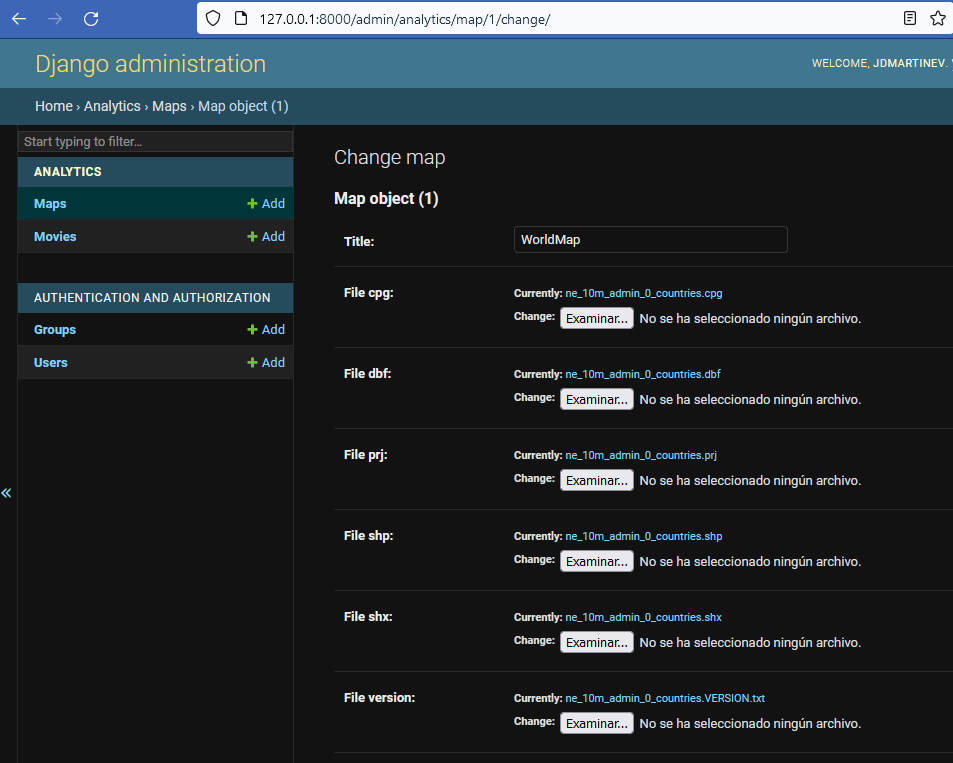 127.0.0.1:8000/admin/analytics/map/1/change/
Django administration
WELCOME, JDMARTINEV.
Home › Analytics › Maps › Map object (1)
Start typing to filter...
ANALYTICS
Maps
+ Add
Movies
+ Add
AUTHENTICATION AND AUTHORIZATION
Groups
+ Add
Users
+ Add
«
Change map
Map object (1)
Title:
WorldMap
File cpg:
Currently: ne_10m_admin_0_countries.cpg
Change: Examinar... No se ha seleccionado ningún archivo.
File dbf:
Currently: ne_10m_admin_0_countries.dbf
Change: Examinar... No se ha seleccionado ningún archivo.
File prj:
Currently: ne_10m_admin_0_countries.prj
Change: Examinar... No se ha seleccionado ningún archivo.
File shp:
Currently: ne_10m_admin_0_countries.shp
Change: Examinar... No se ha seleccionado ningún archivo.
File shx:
Currently: ne_10m_admin_0_countries.shx
Change: Examinar... No se ha seleccionado ningún archivo.
File version:
Currently: ne_10m_admin_0_countries.VERSION.txt
Change: Examinar... No se ha seleccionado ningún archivo.